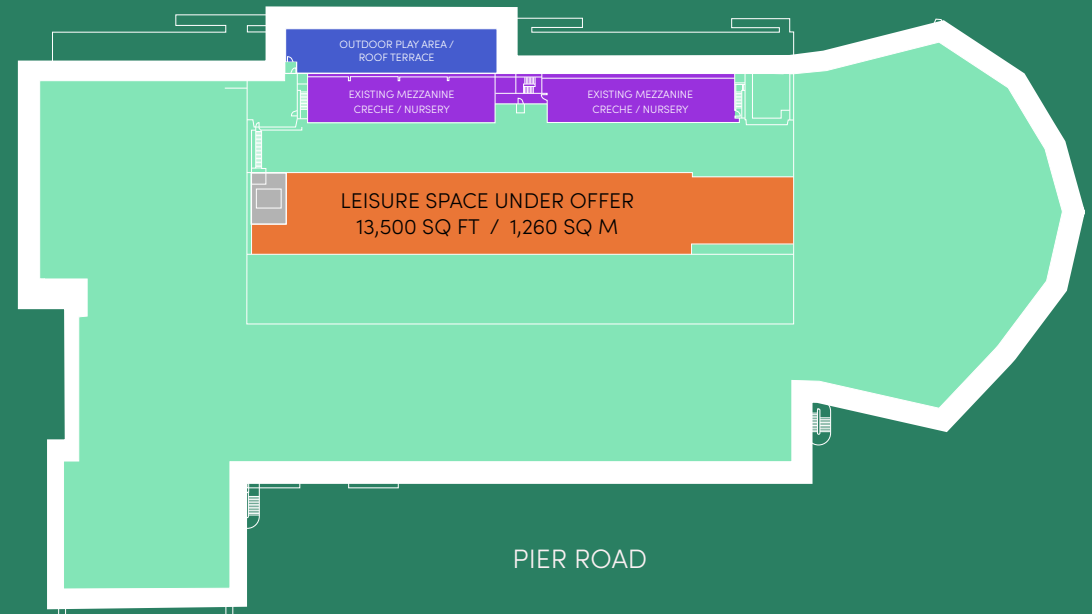 OUTDOOR PLAY AREA /
ROOF TERRACE
EXISTING MEZZANINE
CRECHE / NURSERY
EXISTING MEZZANINE
CRECHE / NURSERY
LEISURE SPACE UNDER OFFER
13,500 SQ FT / 1,260 SQ M
PIER ROAD